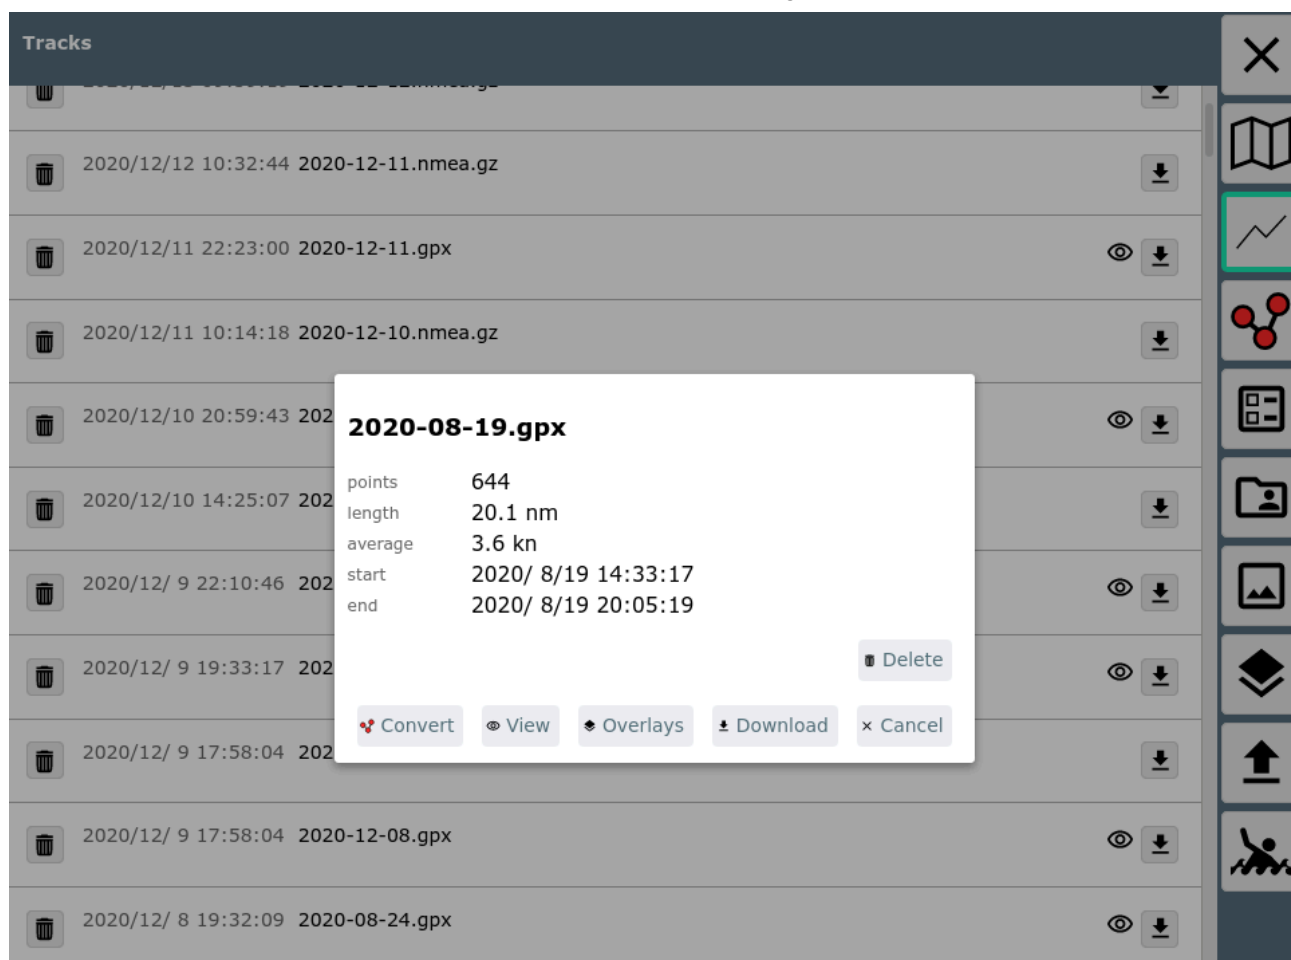 Tracks
2020/12/12 10:32:44 2020-12-11.nmea.gz
2020/12/11 22:23:00 2020-12-11.gpx
2020/12/11 10:14:18 2020-12-10.nmea.gz
2020/12/10 20:59:43 202
2020/12/10 14:25:07 202
2020/12/ 9 22:10:46 202
2020/12/ 9 19:33:17 202
2020/12/ 9 17:58:04 202
2020/12/ 9 17:58:04 2020-12-08.gpx
2020/12/ 8 19:32:09 2020-08-24.gpx
2020-08-19.gpx
points 644
length 20.1 nm
average 3.6 kn
start 2020/ 8/19 14:33:17
end 2020/ 8/19 20:05:19
Delete
Convert View Overlays Download Cancel